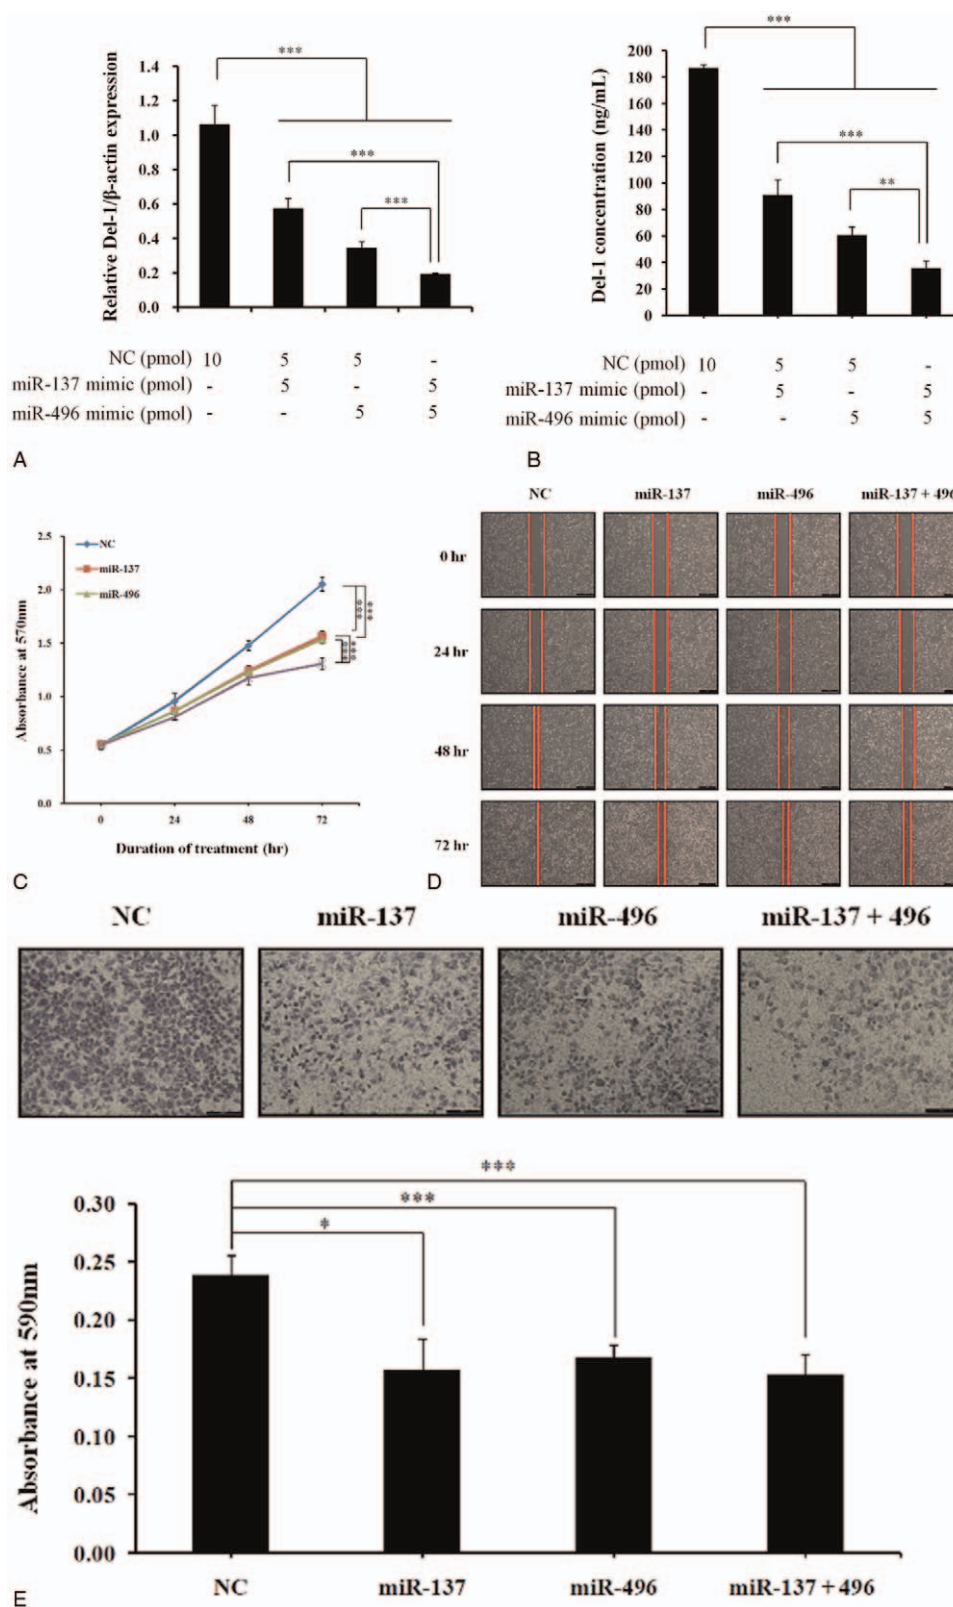 ***
***
***
1.4
1.2
1.0
0.8
0.6
0.4
0.2
0.0
Relative Del-1/β-actin expression
NC (pmol) 10 5 5 -
miR-137 mimic (pmol) - 5 - 5
miR-496 mimic (pmol) - - 5 5
A
***
***
**
200
180
160
140
120
100
80
60
40
20
0
Del-1 concentration (ng/mL)
NC (pmol) 10 5 5 -
miR-137 mimic (pmol) - 5 - 5
miR-496 mimic (pmol) - - 5 5
B
2.5
2.0
1.5
1.0
0.5
0.0
Absorbance at 570nm
NC
miR-137
miR-496
***
***
***
***
0 24 48 72
Duration of treatment (hr)
C
NC miR-137 miR-496 miR-137 + 496
0 hr
24 hr
48 hr
72 hr
D
NC miR-137 miR-496 miR-137 + 496
***
***
*
0.30
0.25
0.20
0.15
0.10
0.05
0.00
Absorbance at 590nm
NC miR-137 miR-496 miR-137 + 496
E